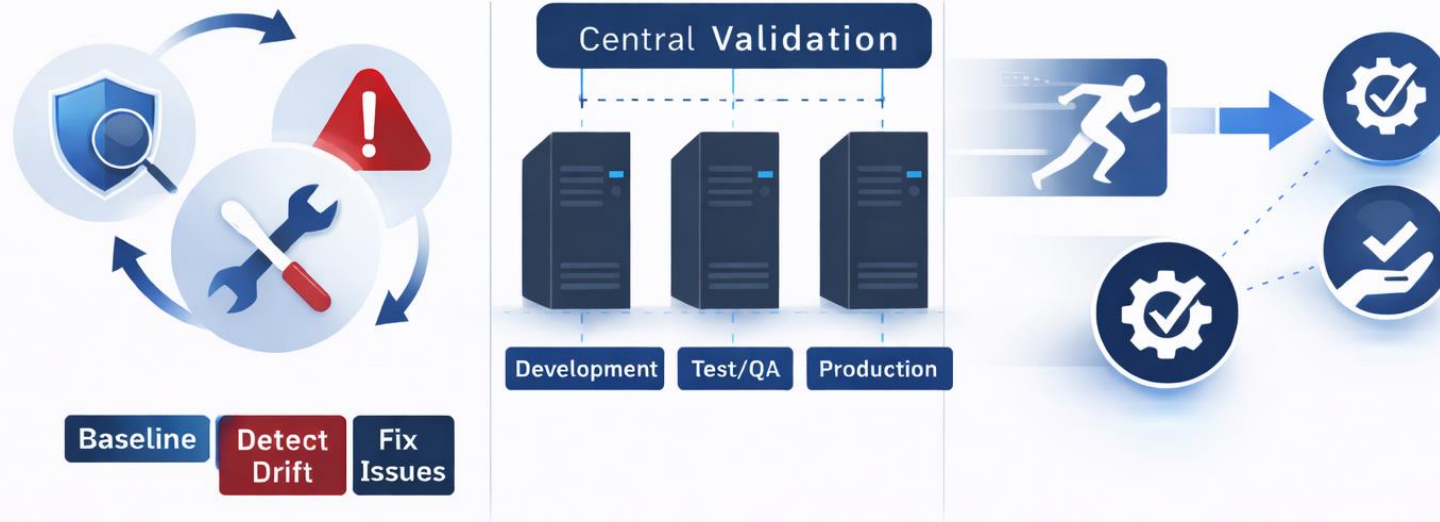 Central Validation
Development
Test/QA
Production
Baseline
Detect
Drift
Fix
Issues